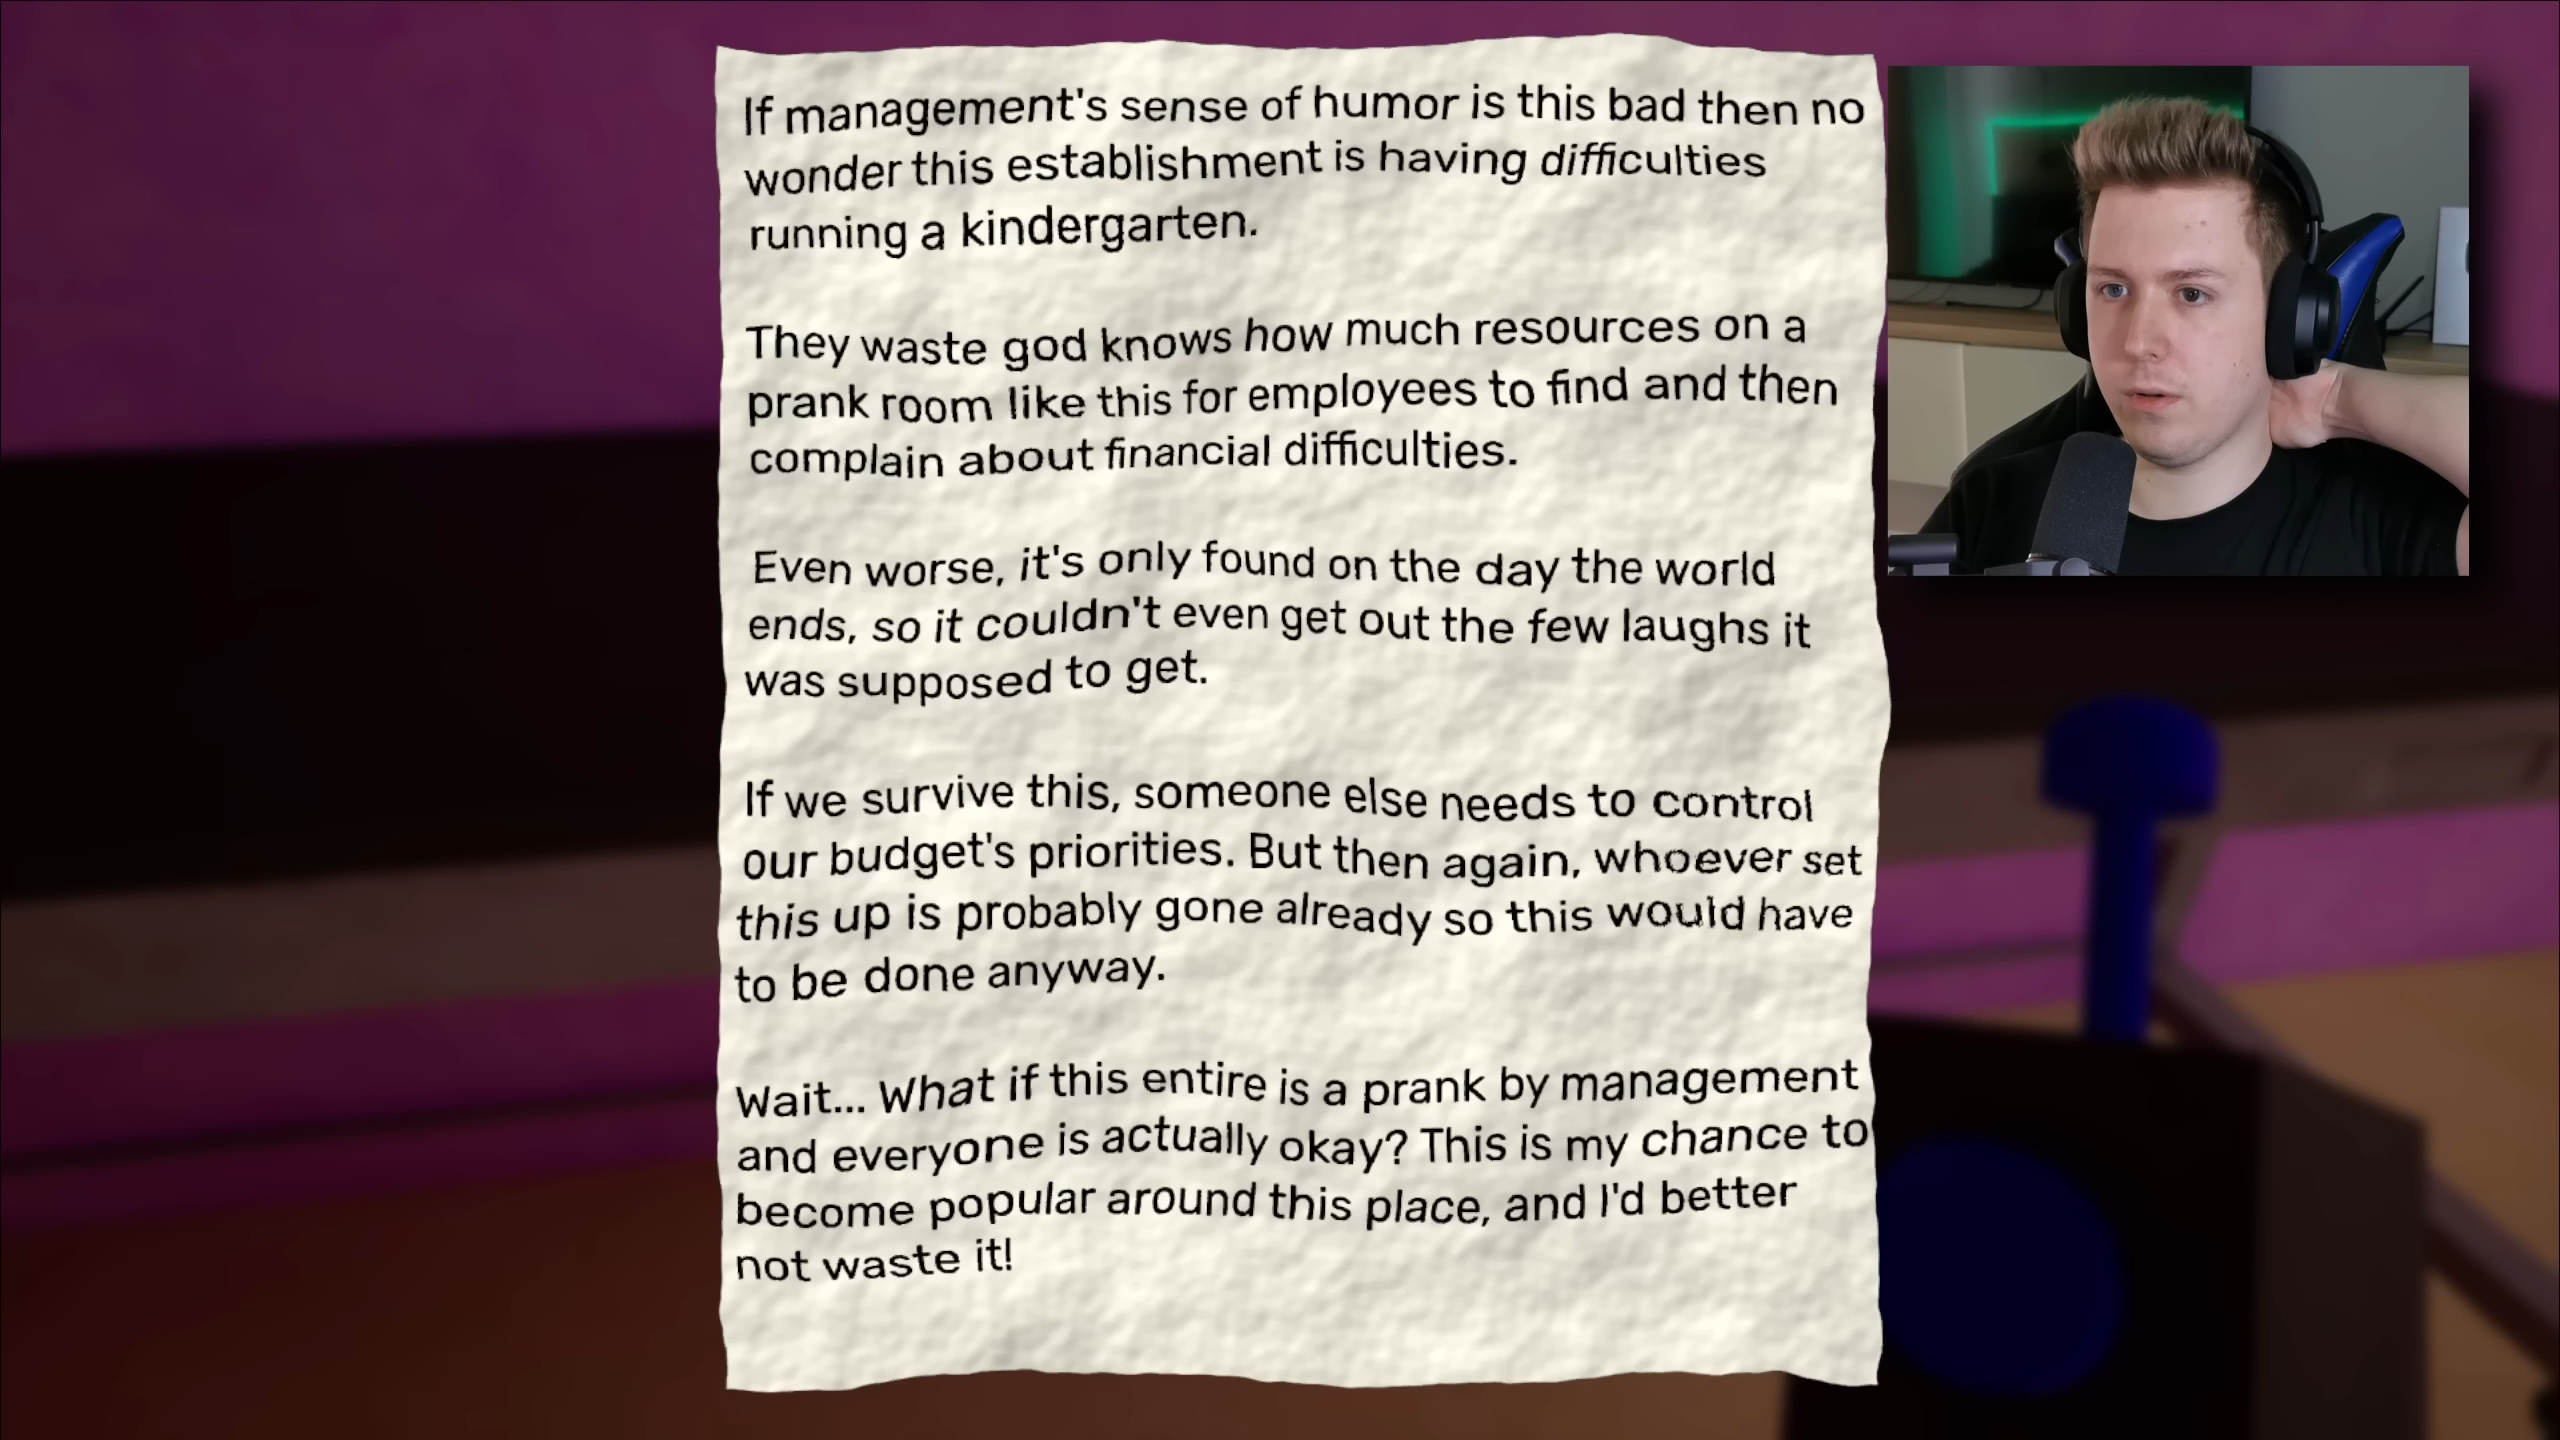 If management's sense of humor is this bad then no
wonder this establishment is having difficulties
running a kindergarten.
They waste god knows how much resources on a
prank room like this for employees to find and then
complain about financial difficulties.
Even worse, it's only found on the day the world
ends, so it couldn't even get out the few laughs it
was supposed to get.
If we survive this, someone else needs to control
our budget's priorities. But then again, whoever set
this up is probably gone already so this would have
to be done anyway.
Wait... What if this entire is a prank by management
and everyone is actually okay? This is my chance to
become popular around this place, and I'd better
not waste it!